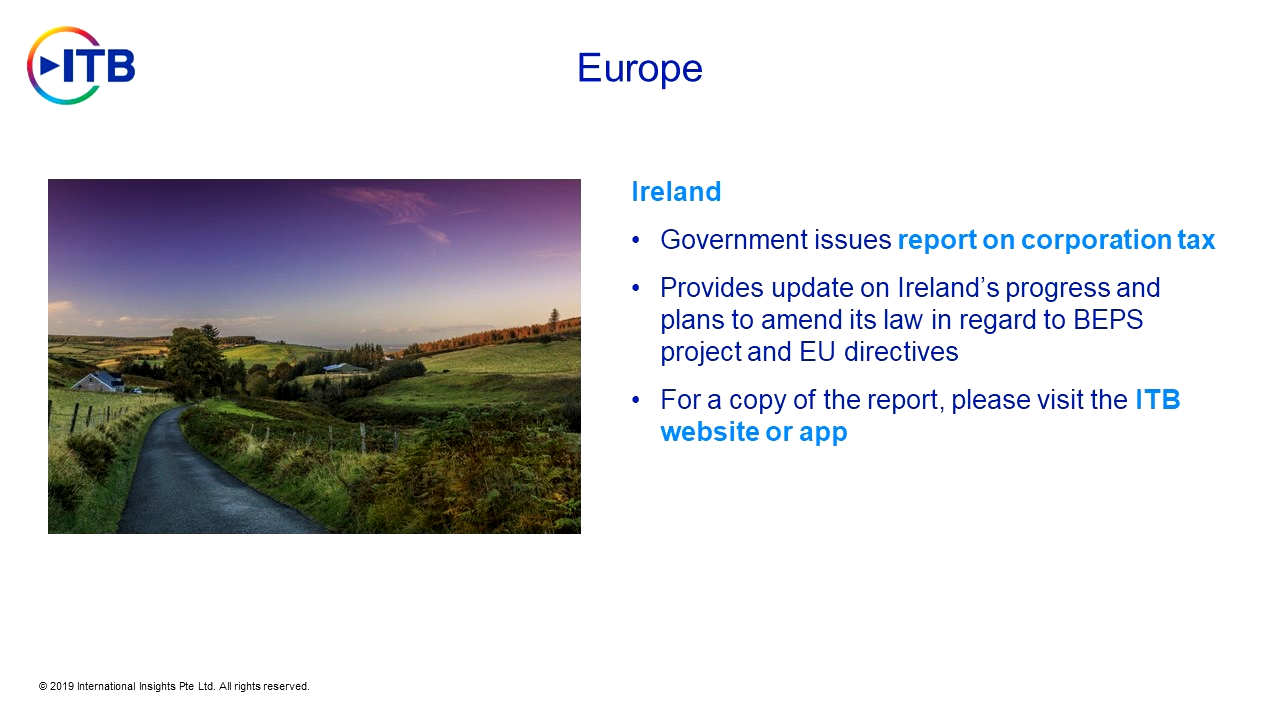 ITB
Europe
Ireland
• Government issues report on corporation tax
• Provides update on Ireland’s progress and
plans to amend its law in regard to BEPS
project and EU directives
• For a copy of the report, please visit the ITB
website or app
© 2019 International Insights Pte Ltd. All rights reserved.